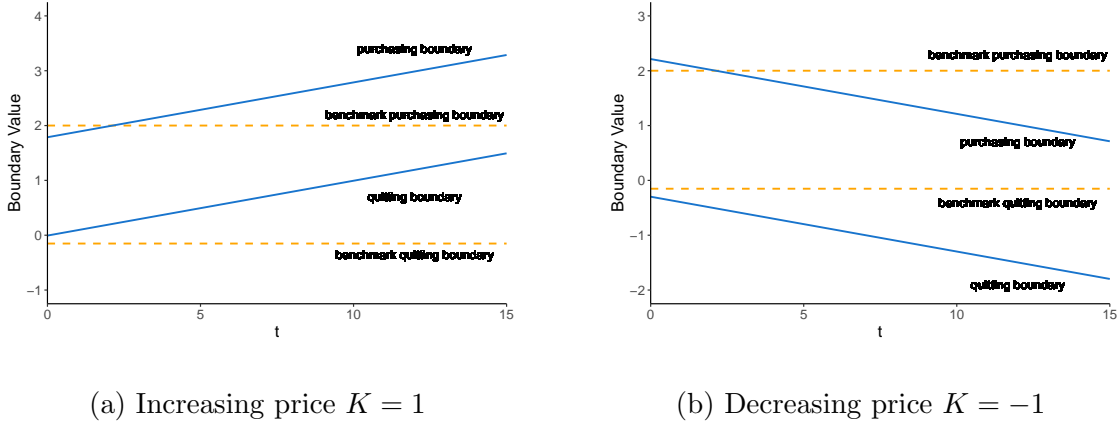 4
3
2
1
0
−1
0
5
10
15
t
Boundary Value
purchasing boundary
benchmark purchasing boundary
quitting boundary
benchmark quitting boundary
(a) Increasing price K = 1
3
2
1
0
−1
−2
0
5
10
15
t
Boundary Value
benchmark purchasing boundary
purchasing boundary
benchmark quitting boundary
quitting boundary
(b) Decreasing price K = −1